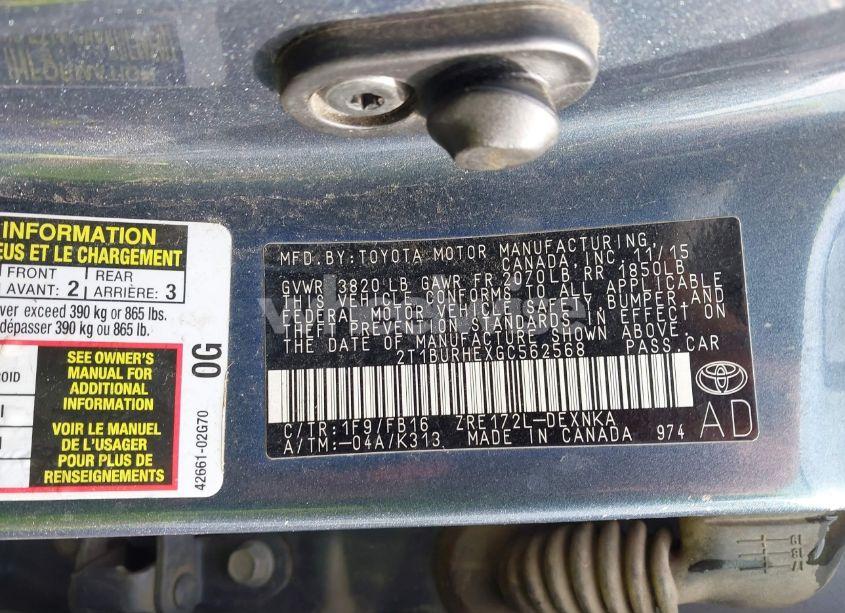 INFORMATION
INFORMATION
EUS ET LE CHARGEMENT
FRONT REAR
AVANT: 2 ARRIÈRE: 3
ver exceed 390 kg or 865 lbs.
dépasser 390 kg ou 865 lb.
SEE OWNER'S
MANUAL FOR
ADDITIONAL
INFORMATION
VOIR LE MANUEL
DE L'USAGER
POUR PLUS DE
RENSEIGNEMENTS
0G
42661-02G70
MFD. BY: TOYOTA MOTOR MANUFACTURING,
CANADA, INC. 11/15
GVWR 3820 LB GAWR FR 2070LB RR 1850LB
THIS VEHICLE CONFORMS TO ALL APPLICABLE
FEDERAL MOTOR VEHICLE SAFETY, BUMPER AND
THEFT PREVENTION STANDARDS IN EFFECT ON
THE DATE OF MANUFACTURE SHOWN ABOVE
2T1BURHEXGC562568 PASS CAR
C/TR: 1F9/FB16 ZRE172L-DEXNKA
A/TM: -04A/K313 MADE IN CANADA 974
AD